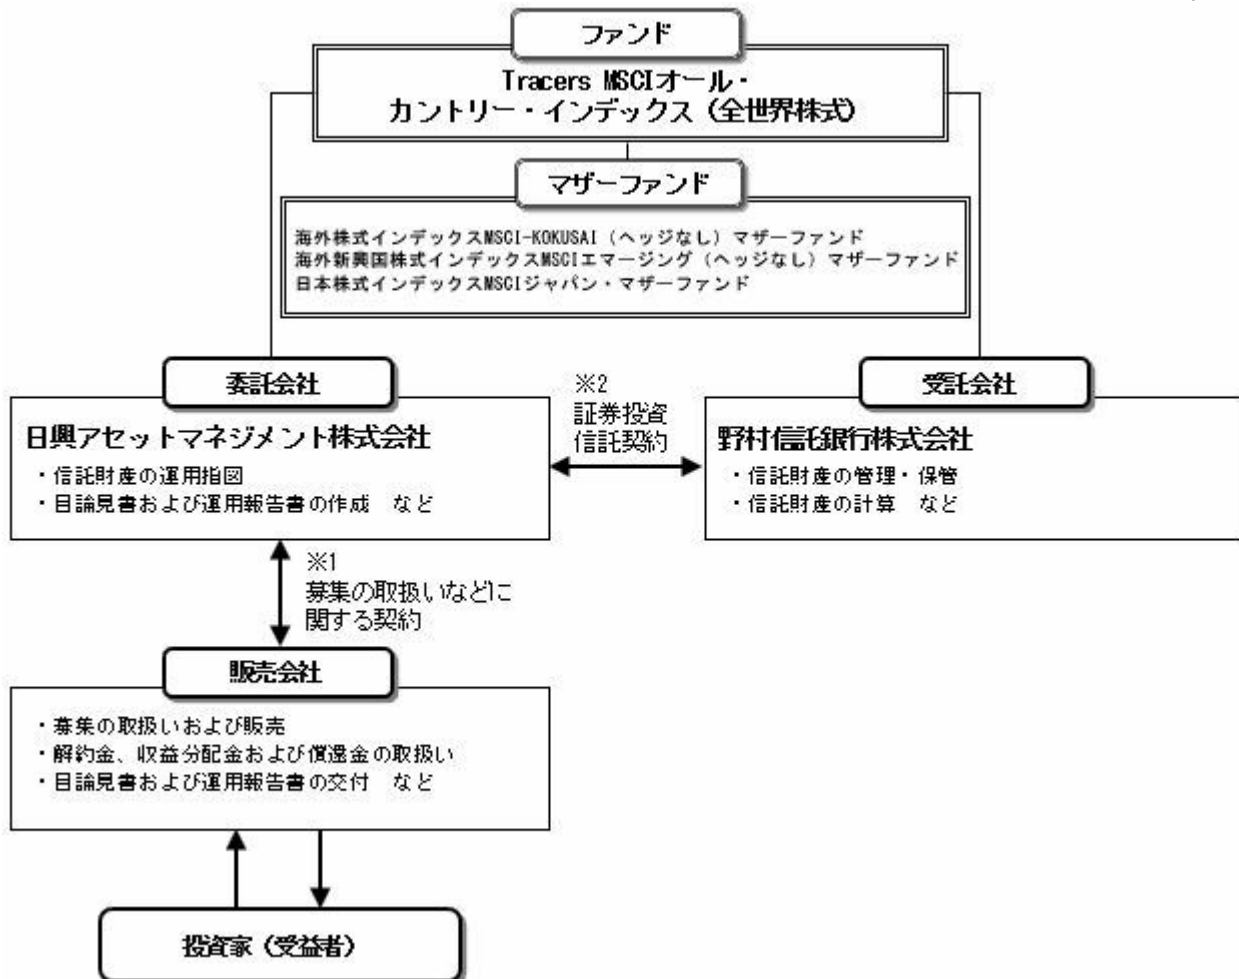 ファンド
Tracers MSCIオール・
カントリー・インデックス（全世界株式）
マザーファンド
海外株式インデックスMSCI-KOKUSAI（ヘッジなし）マザーファンド
海外新興国株式インデックスMSCIエマージング（ヘッジなし）マザーファンド
日本株式インデックスMSCIジャパン・マザーファンド
委託会社
日興アセットマネジメント株式会社
・信託財産の運用指図
・目論見書および運用報告書の作成　など
※2
証券投資
信託契約
受託会社
野村信託銀行株式会社
・信託財産の管理・保管
・信託財産の計算　など
※1
募集の取扱いなどに
関する契約
販売会社
・募集の取扱いおよび販売
・解約金、収益分配金および償還金の取扱い
・目論見書および運用報告書の交付　など
投資家（受益者）